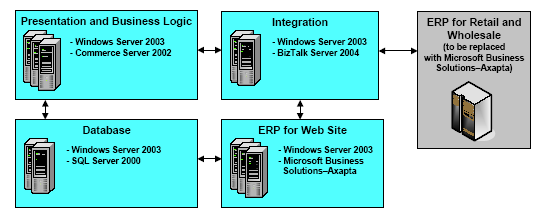 Presentation and Business Logic
- Windows Server 2003
- Commerce Server 2002
Integration
- Windows Server 2003
- BizTalk Server 2004
ERP for Retail and
Wholesale
(to be replaced
with Microsoft Business
Solutions–Axapta)
Database
- Windows Server 2003
- SQL Server 2000
ERP for Web Site
- Windows Server 2003
- Microsoft Business
Solutions–Axapta